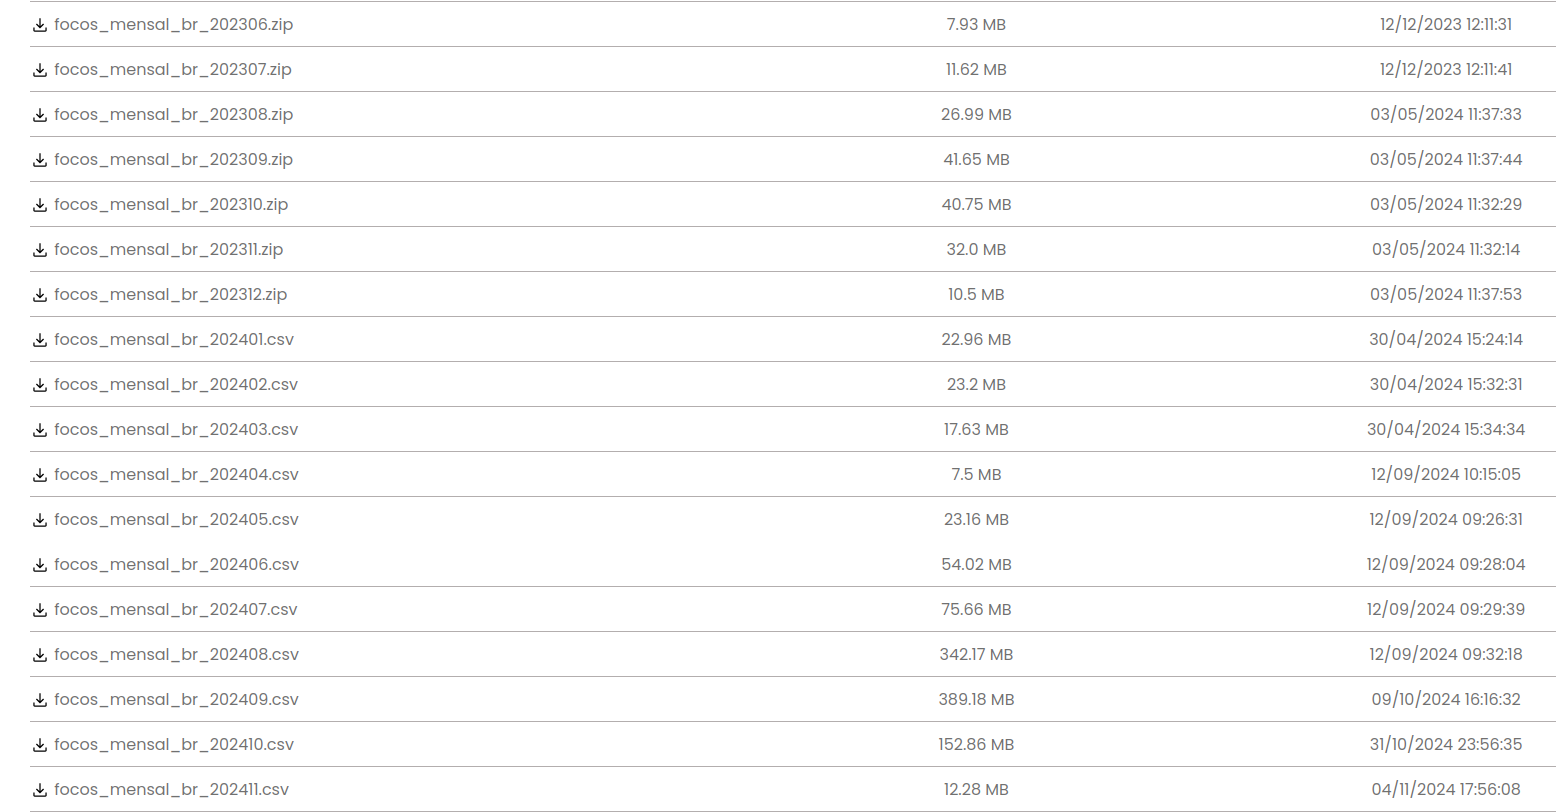 focos_mensal_br_202306.zip 7.93 MB 12/12/2023 12:11:31
focos_mensal_br_202307.zip 11.62 MB 12/12/2023 12:11:41
focos_mensal_br_202308.zip 26.99 MB 03/05/2024 11:37:33
focos_mensal_br_202309.zip 41.65 MB 03/05/2024 11:37:44
focos_mensal_br_202310.zip 40.75 MB 03/05/2024 11:32:29
focos_mensal_br_202311.zip 32.0 MB 03/05/2024 11:32:14
focos_mensal_br_202312.zip 10.5 MB 03/05/2024 11:37:53
focos_mensal_br_202401.csv 22.96 MB 30/04/2024 15:24:14
focos_mensal_br_202402.csv 23.2 MB 30/04/2024 15:32:31
focos_mensal_br_202403.csv 17.63 MB 30/04/2024 15:34:34
focos_mensal_br_202404.csv 7.5 MB 12/09/2024 10:15:05
focos_mensal_br_202405.csv 23.16 MB 12/09/2024 09:26:31
focos_mensal_br_202406.csv 54.02 MB 12/09/2024 09:28:04
focos_mensal_br_202407.csv 75.66 MB 12/09/2024 09:29:39
focos_mensal_br_202408.csv 342.17 MB 12/09/2024 09:32:18
focos_mensal_br_202409.csv 389.18 MB 09/10/2024 16:16:32
focos_mensal_br_202410.csv 152.86 MB 31/10/2024 23:56:35
focos_mensal_br_202411.csv 12.28 MB 04/11/2024 17:56:08